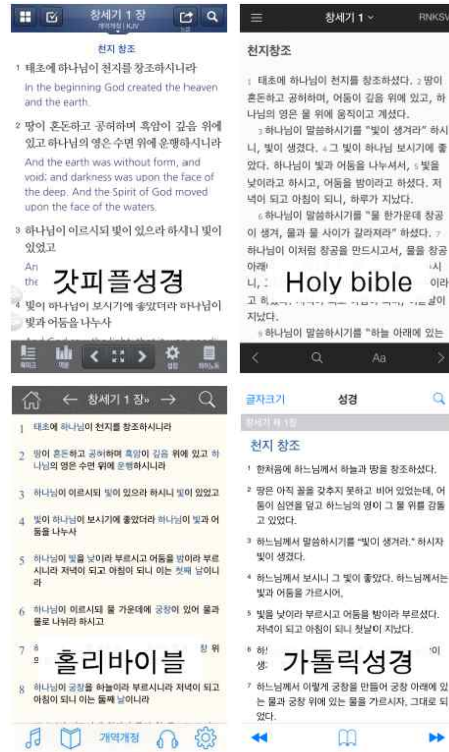 창세기 1 장
개역개정 | KJV
천지 창조
1 태초에 하나님이 천지를 창조하시니라
In the beginning God created the heaven
and the earth.
2 땅이 혼돈하고 공허하며 흑암이 깊음 위에
있고 하나님의 영은 수면 위에 운행하시니라
And the earth was without form, and
void; and darkness was upon the face of
the deep. And the Spirit of God moved
upon the face of the waters.
3 하나님이 이르시되 빛이 있으라 하시니 빛이
있었고
갓피플성경
4 빛이 하나님이 보시기에 좋았더라 하나님이
빛과 어둠을 나누사
창세기 1
RNKSV
천지창조
1 태초에 하나님이 천지를 창조하셨다. 2 땅이
혼돈하고 공허하며, 어둠이 깊음 위에 있고, 하
나님의 영은 물 위에 움직이고 계셨다.
3 하나님이 말씀하시기를 "빛이 생겨라" 하시
니, 빛이 생겼다. 4 그 빛이 하나님 보시기에 좋
았다. 하나님이 빛과 어둠을 나누셔서, 5 빛을
낮이라고 하시고, 어둠을 밤이라고 하셨다. 저
녁이 되고 아침이 되니, 하루가 지났다.
6 하나님이 말씀하시기를 "물 한가운데 창공
이 생겨, 물과 물 사이가 갈라져라" 하셨다. 7
하나님이 이처럼 창공을 만드시고서, 물을 창공
Holy bible
지났다.
9 하나님이 말씀하시기를 "하늘 아래에 있는
Aa
← 창세기 1 장» →
1 태초에 하나님이 천지를 창조하시니라
2 땅이 혼돈하고 공허하며 흑암이 깊음 위에 있고 하
나님의 영은 수면 위에 운행하시니라
3 하나님이 이르시되 빛이 있으라 하시니 빛이 있었고
4 빛이 하나님이 보시기에 좋았더라 하나님이 빛과 어
둠을 나누사
5 하나님이 빛을 낮이라 부르시고 어둠을 밤이라 부르
시니라 저녁이 되고 아침이 되니 이는 첫째 날이니
라
6 하나님이 이르시되 물 가운데에 궁창이 있어 물과
물로 나뉘라 하시고
7
홀리바이블
8 하나님이 궁창을 하늘이라 부르시니라 저녁이 되고
아침이 되니 이는 둘째 날이니라
개역개정
글자크기 성경
창세기 제 1장
천지 창조
1 한처음에 하느님께서 하늘과 땅을 창조하셨다.
2 땅은 아직 꼴을 갖추지 못하고 비어 있었는데, 어
둠이 심연을 덮고 하느님의 영이 그 물 위를 감돌
고 있었다.
3 하느님께서 말씀하시기를 "빛이 생겨라." 하시자
빛이 생겼다.
4 하느님께서 보시니 그 빛이 좋았다. 하느님께서는
빛과 어둠을 가르시어,
5 빛을 낮이라 부르시고 어둠을 밤이라 부르셨다.
저녁이 되고 아침이 되니 첫날이 지났다.
6
가톨릭성경
7 하느님께서 이렇게 궁창을 만들어 궁창 아래에 있
는 물과 궁창 위에 있는 물을 가르시자, 그대로 되
었다.